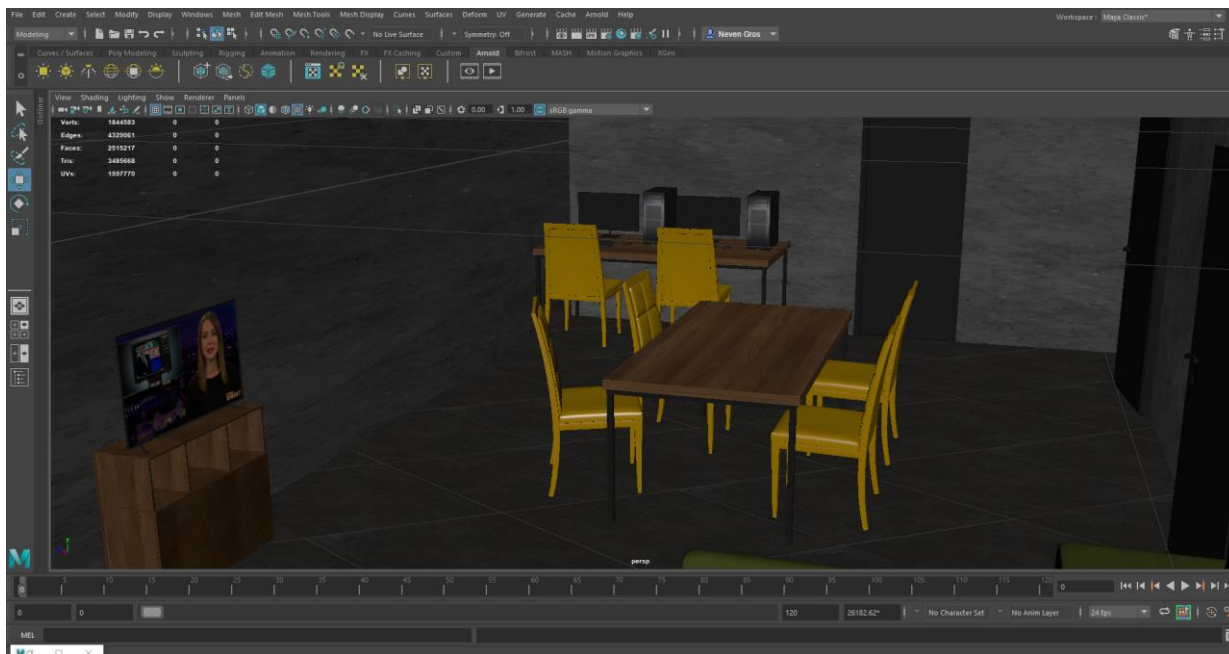 File Edit Create Select Modify Display Windows Mesh Edit Mesh Mesh Tools Mesh Display Curves Surfaces Deform UV Generate Cache Arnold Help Workspace: Maya Classic*
Modeling No Live Surface Symmetry: Off Neven Gros
Curves / Surfaces Poly Modeling Sculpting Rigging Animation Rendering FX FX Caching Custom Arnold Bifrost MASH Motion Graphics XGen
Outliner
View Shading Lighting Show Renderer Panels
0.00 1.00 sRGB gamma
Verts: 1844583 0 0
Edges: 4329061 0 0
Faces: 2515217 0 0
Tris: 3485668 0 0
UVs: 1597770 0 0
persp
0 5 10 15 20 25 30 35 40 45 50 55 60 65 70 75 80 85 90 95 100 105 110 115 120 0
0 0 120 26182.62* No Character Set No Anim Layer 24 fps
MEL